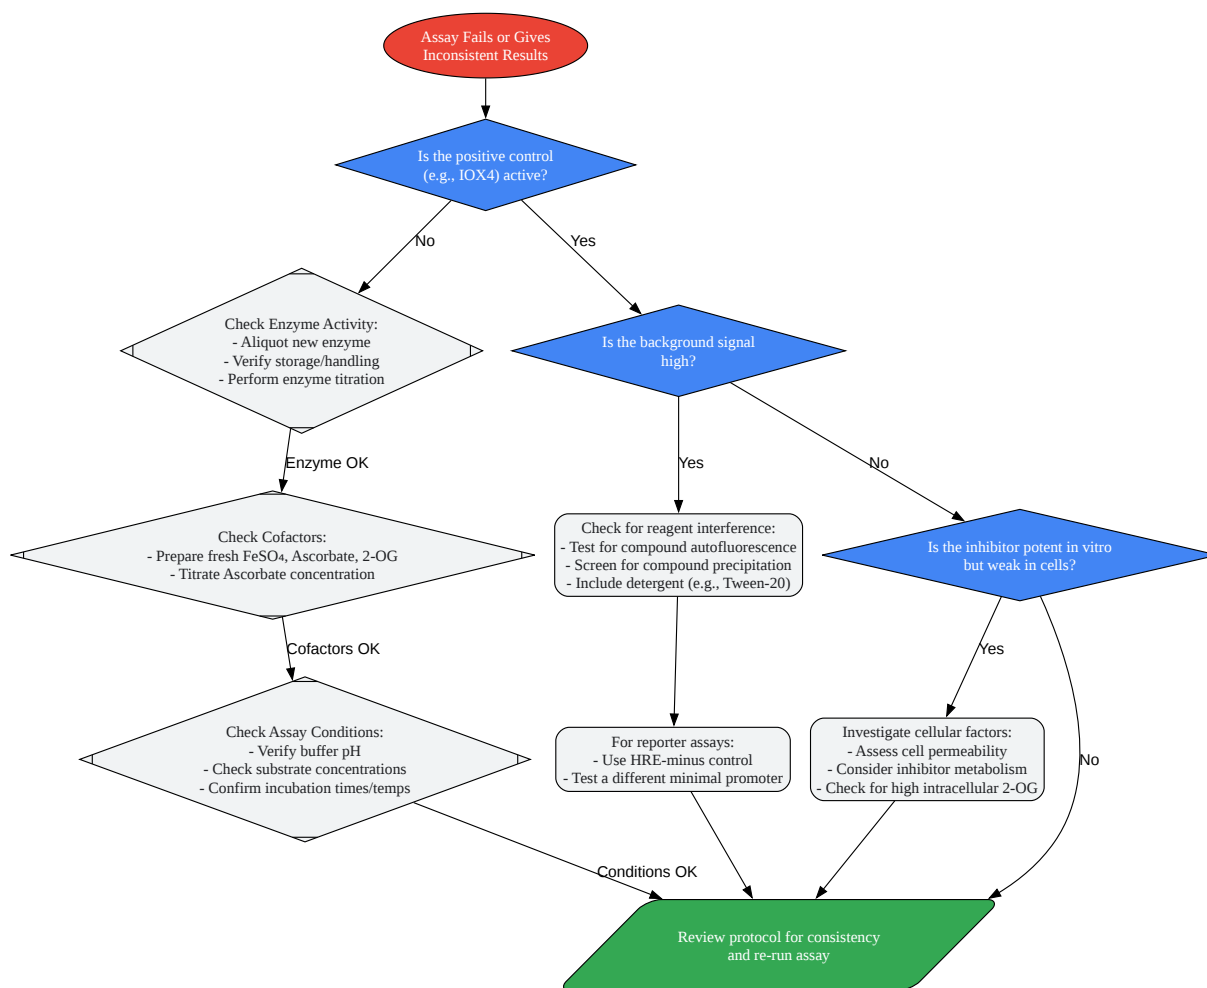 Assay Fails or Gives
Inconsistent Results
Is the positive control
(e.g., IOX4) active?
No
Yes
Check Enzyme Activity:
- Aliquot new enzyme
- Verify storage/handling
- Perform enzyme titration
Is the background signal
high?
Enzyme OK
Yes
No
Check Cofactors:
- Prepare fresh FeSO₄, Ascorbate, 2-OG
- Titrate Ascorbate concentration
Check for reagent interference:
- Test for compound autofluorescence
- Screen for compound precipitation
- Include detergent (e.g., Tween-20)
Is the inhibitor potent in vitro
but weak in cells?
Cofactors OK
Yes
No
Check Assay Conditions:
- Verify buffer pH
- Check substrate concentrations
- Confirm incubation times/temps
For reporter assays:
- Use HRE-minus control
- Test a different minimal promoter
Investigate cellular factors:
- Assess cell permeability
- Consider inhibitor metabolism
- Check for high intracellular 2-OG
Conditions OK
Review protocol for consistency
and re-run assay